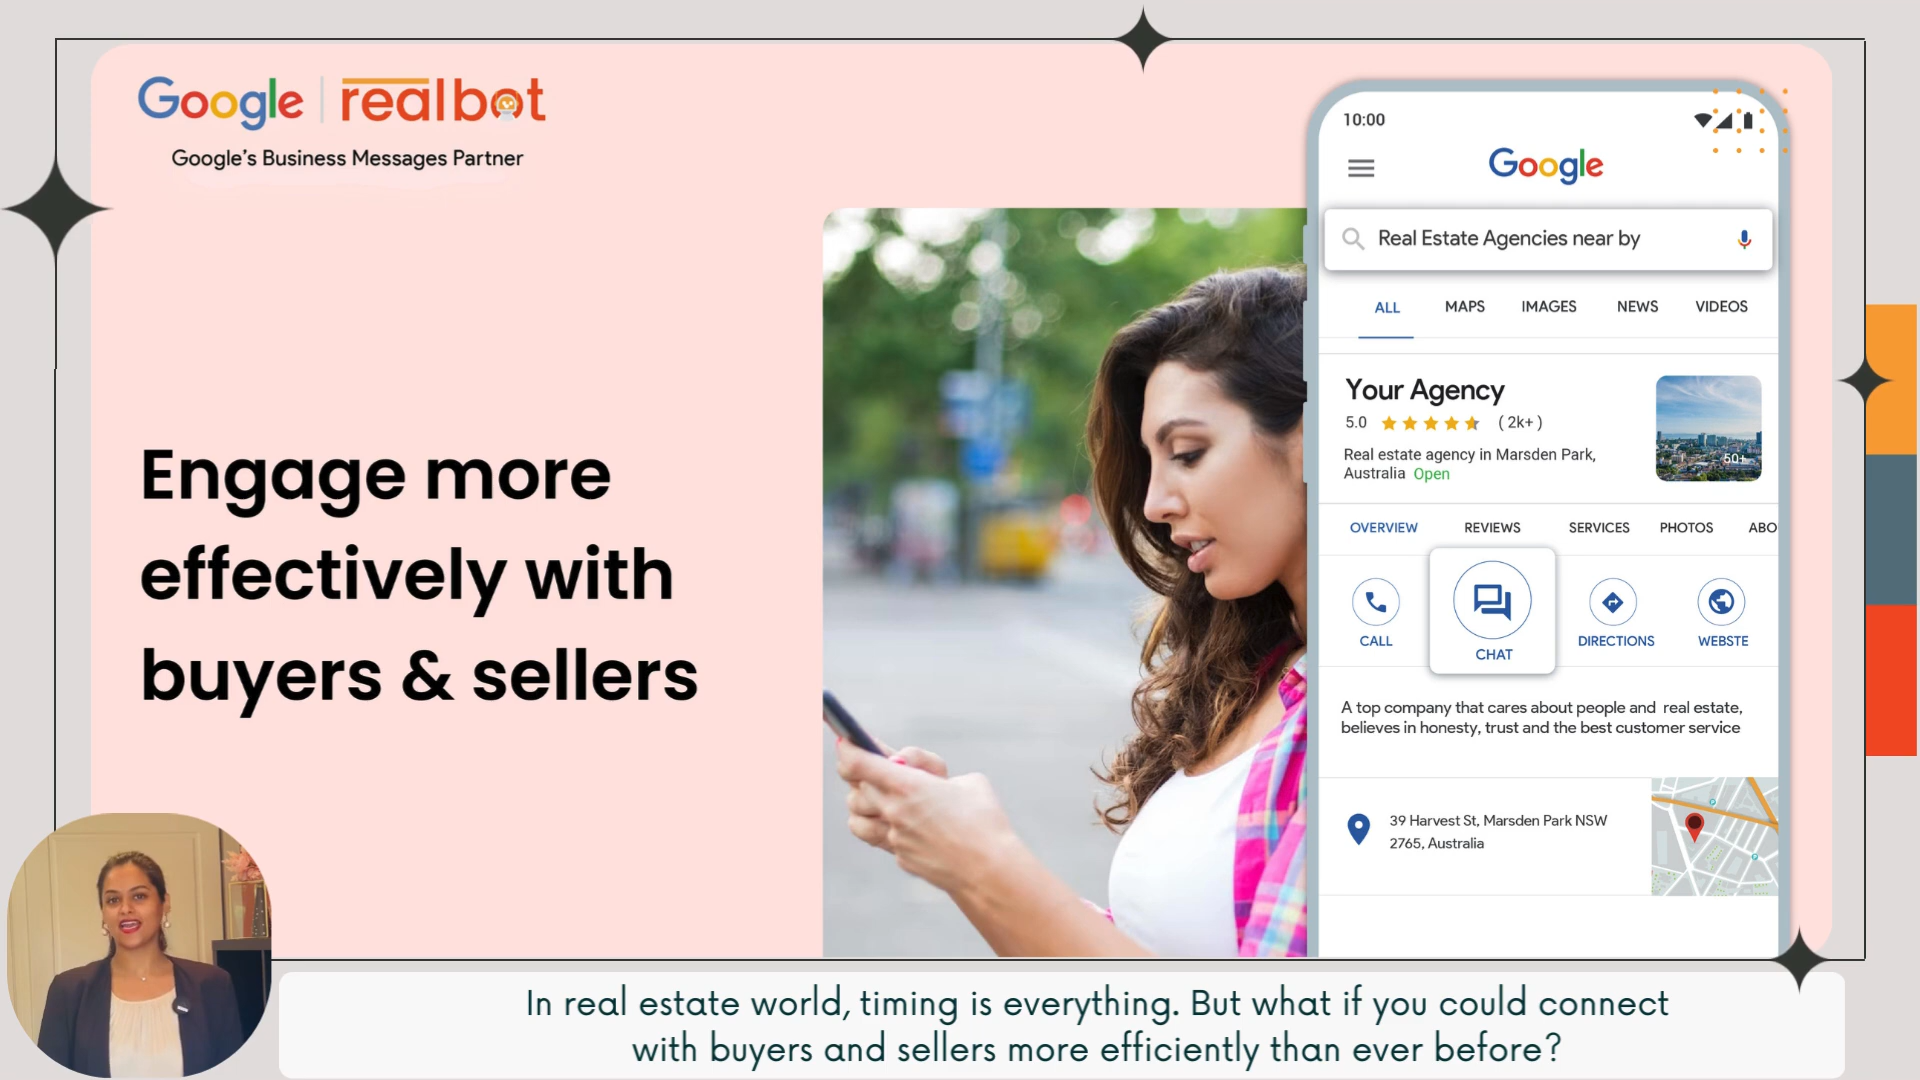 Google | realbot
Google's Business Messages Partner
Engage more
effectively with
buyers & sellers
10:00
Google
Real Estate Agencies near by
ALL MAPS IMAGES NEWS VIDEOS
Your Agency
5.0 ( 2k+ )
Real estate agency in Marsden Park,
Australia Open
50+
OVERVIEW REVIEWS SERVICES PHOTOS ABO
CALL CHAT DIRECTIONS WEBSTE
A top company that cares about people and real estate,
believes in honesty, trust and the best customer service
39 Harvest St, Marsden Park NSW
2765, Australia
In real estate world, timing is everything. But what if you could connect
with buyers and sellers more efficiently than ever before?